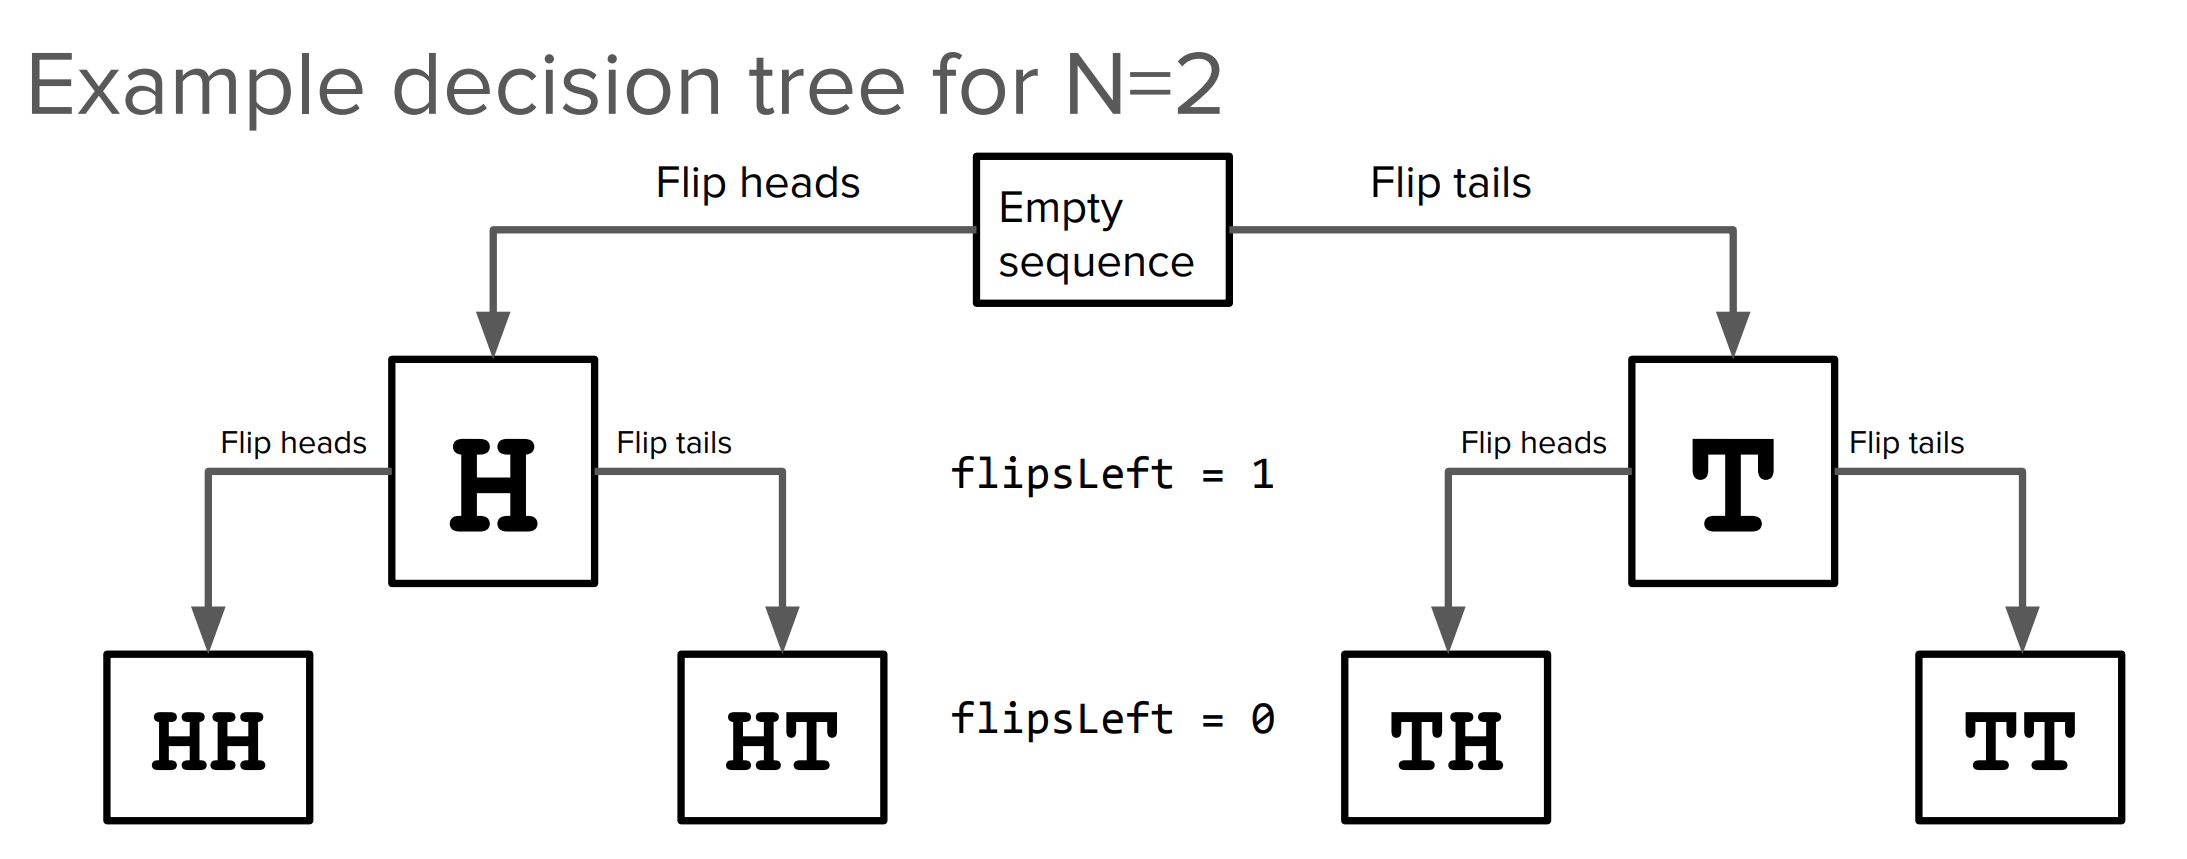 Example decision tree for N=2
Flip heads
Empty
sequence
Flip tails
Flip heads
H
Flip tails
flipsLeft = 1
Flip heads
T
Flip tails
HH
HT
flipsLeft = 0
TH
TT